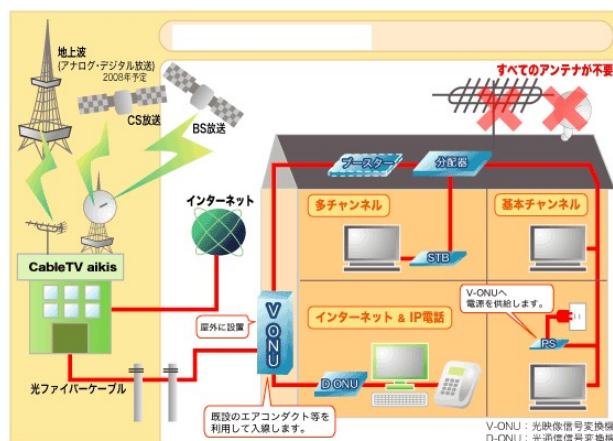 地上波
(アナログ・デジタル放送)
2008年予定
CS放送
BS放送
すべてのアンテナが不要
ブースター
分配器
インターネット
多チャンネル
基本チャンネル
STB
CableTV aikis
V-ONUへ
電源を供給します。
屋外に設置
V ONU
インターネット & IP電話
PS
D ONU
光ファイバーケーブル
既設のエアコンダクト等を
利用して入線します。
V-ONU：光映像信号変換機
D-ONU：光通信信号変換機